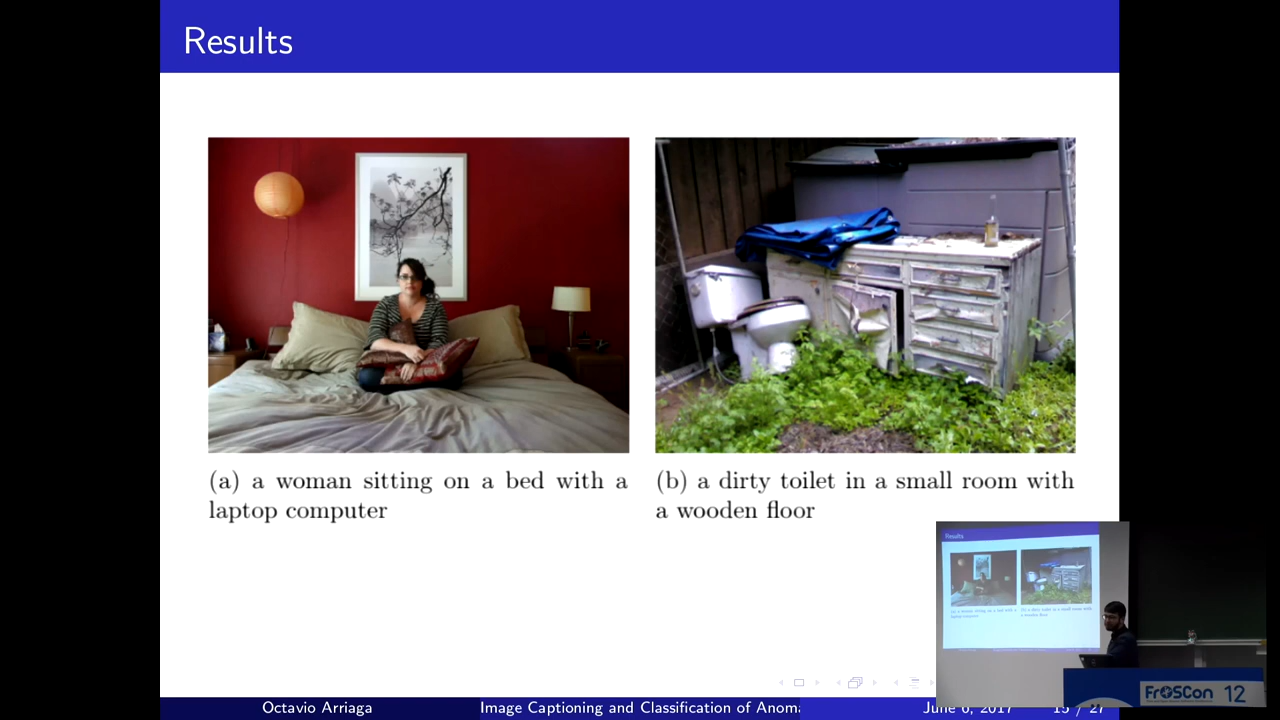 Results
(a) a woman sitting on a bed with a
laptop computer
(b) a dirty toilet in a small room with
a wooden floor
Results
FrOSCon 12
Octavio Arriaga
Image Captioning and Classification of Anoma
June 6, 2017
15 / 27